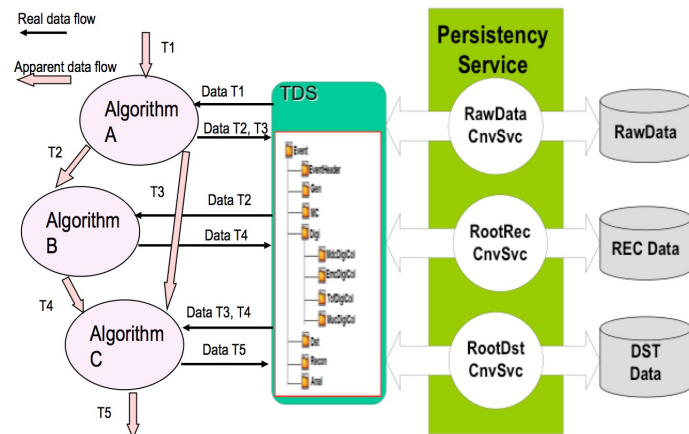 Real data flow
Apparent data flow
T1
Algorithm
A
T2
T3
Algorithm
B
T4
Algorithm
C
T5
Data T1
Data T2, T3
Data T2
Data T4
Data T3, T4
Data T5
TDS
Event
EventHeader
Gen
MC
Digi
MdcDigiCol
EmcDigiCol
TofDigiCol
MucDigiCol
Dst
Recon
Anal
Persistency
Service
RawData
CnvSvc
RootRec
CnvSvc
RootDst
CnvSvc
RawData
REC Data
DST
Data